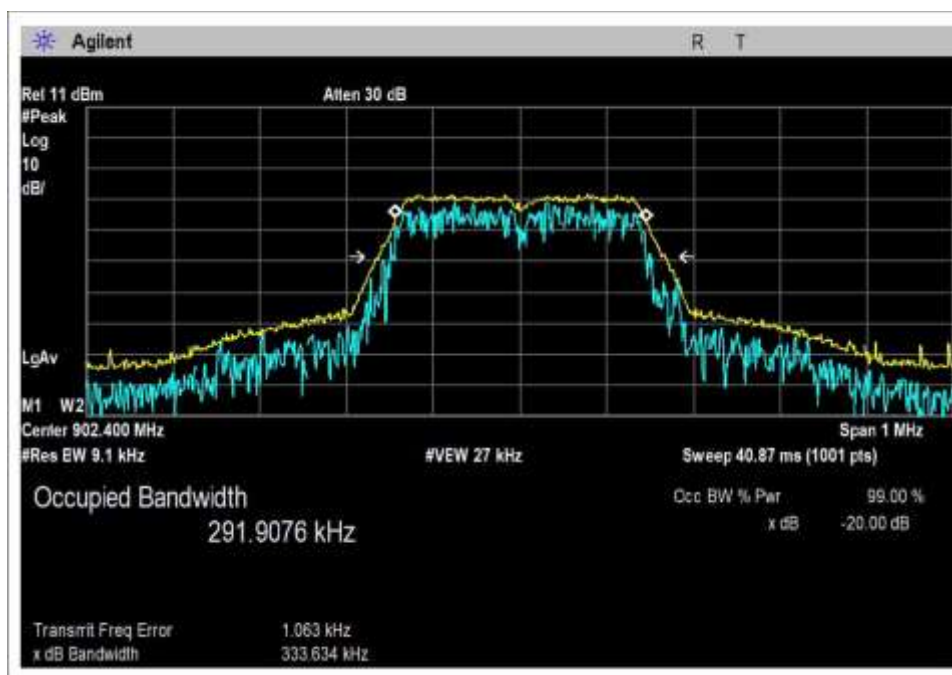 Agilent R T
Ref 11 dBm Atten 30 dB
#Peak
Log
10
dB/
LgAv
M1 W2
Center 902.400 MHz Span 1 MHz
#Res BW 9.1 kHz #VBW 27 kHz Sweep 40.87 ms (1001 pts)
Occupied Bandwidth Occ BW % Pwr 99.00 %
291.9076 kHz x dB -20.00 dB
Transmit Freq Error 1.063 kHz
x dB Bandwidth 333.634 kHz